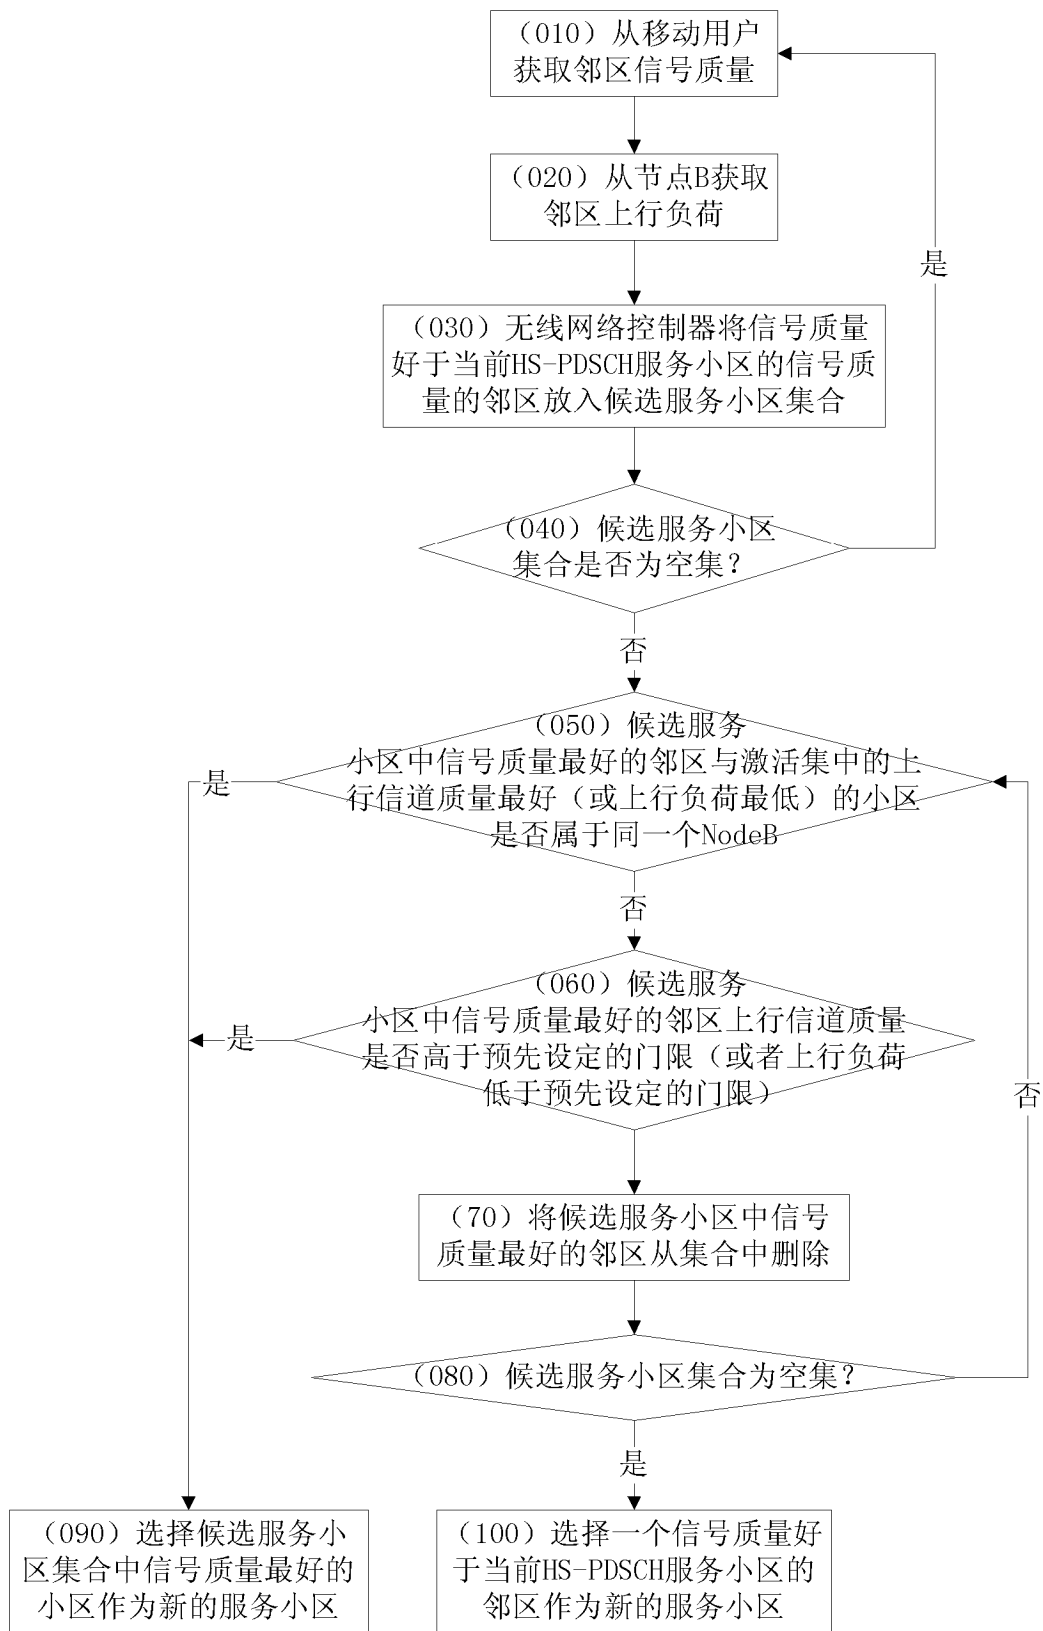 （010）从移动用户
获取邻区信号质量
（020）从节点B获取
邻区上行负荷
是
（030）无线网络控制器将信号质量
好于当前HS-PDSCH服务小区的信号质
量的邻区放入候选服务小区集合
（040）候选服务小区
集合是否为空集？
否
（050）候选服务
小区中信号质量最好的邻区与激活集中的上
行信道质量最好（或上行负荷最低）的小区
是否属于同一个NodeB
是
否
（060）候选服务
小区中信号质量最好的邻区上行信道质量
是否高于预先设定的门限（或者上行负荷
低于预先设定的门限）
是
否
（70）将候选服务小区中信号
质量最好的邻区从集合中删除
（080）候选服务小区集合为空集？
是
（090）选择候选服务小
区集合中信号质量最好的
小区作为新的服务小区
（100）选择一个信号质量好
于当前HS-PDSCH服务小区的
邻区作为新的服务小区